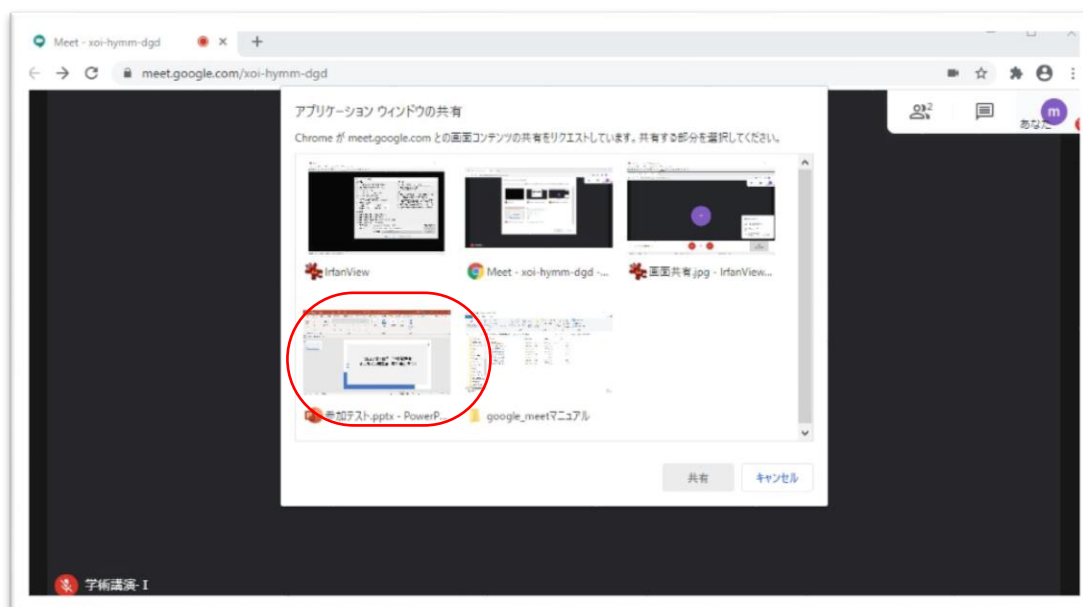 Meet - xoi-hymm-dgd
meet.google.com/xoi-hymm-dgd
2
m
あなた
アプリケーション ウィンドウの共有
Chrome が meet.google.com との画面コンテンツの共有をリクエストしています。共有する部分を選択してください。
IrfanView
Meet - xoi-hymm-dgd -...
画面共有.jpg - IrfanView...
参加テスト.pptx - PowerP...
google_meetマニュアル
共有
キャンセル
学術講演- I